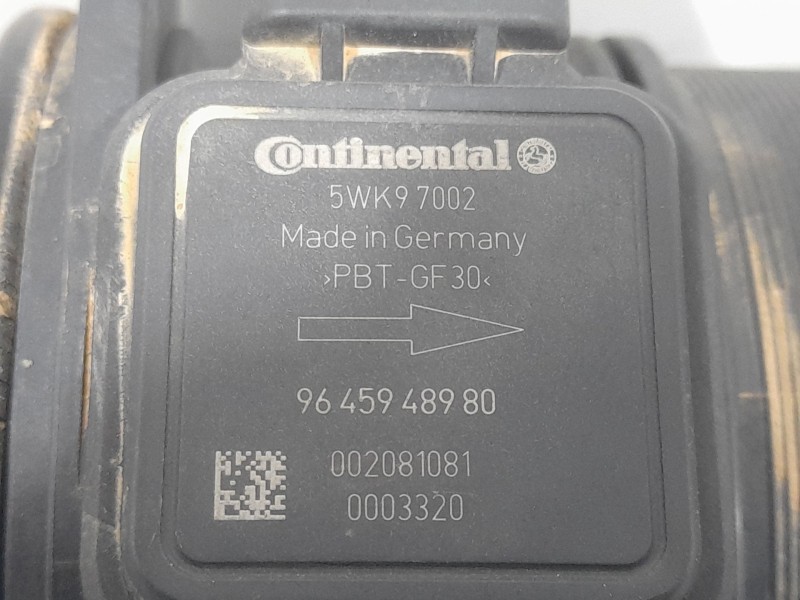 Continental
5WK9 7002
Made in Germany
›PBT-GF30‹
96 459 489 80
002081081
0003320